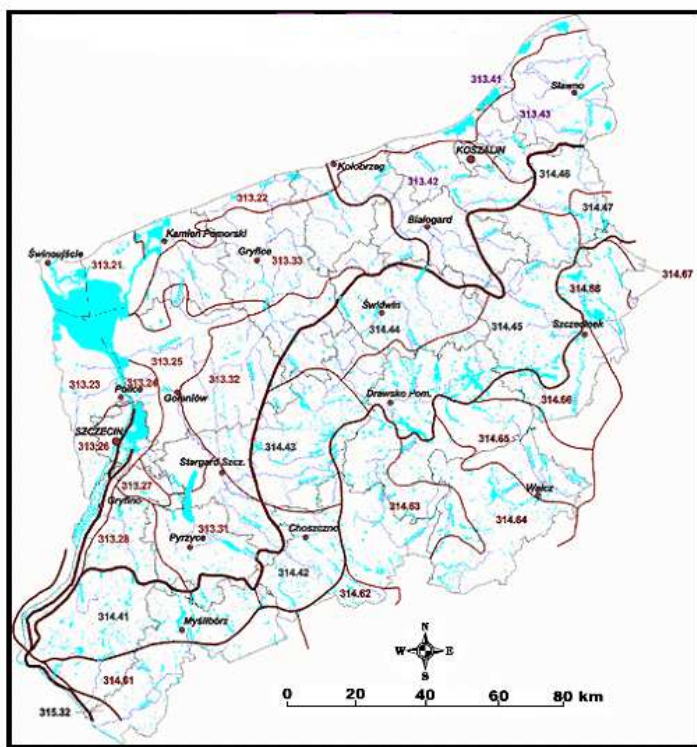 313.41
Sławno
313.43
KOSZALIN
Kołobrzeg
314.46
313.42
313.22
314.47
Białogard
Kamień Pomorski
Gryfice
313.33
Świnoujście
313.21
314.67
314.68
Świdwin
314.44
314.45
Szczecinek
313.25
313.24
313.32
313.23
Police
Goleniów
Drawsko Pom.
314.66
SZCZECIN
313.26
314.65
314.43
Stargard Szcz.
313.27
Wałcz
Gryfino
314.63
314.64
313.31
Choszczno
313.28
Pyrzyce
314.42
314.62
314.41
Myślibórz
N
W E
S
314.61
315.32
0 20 40 60 80 km